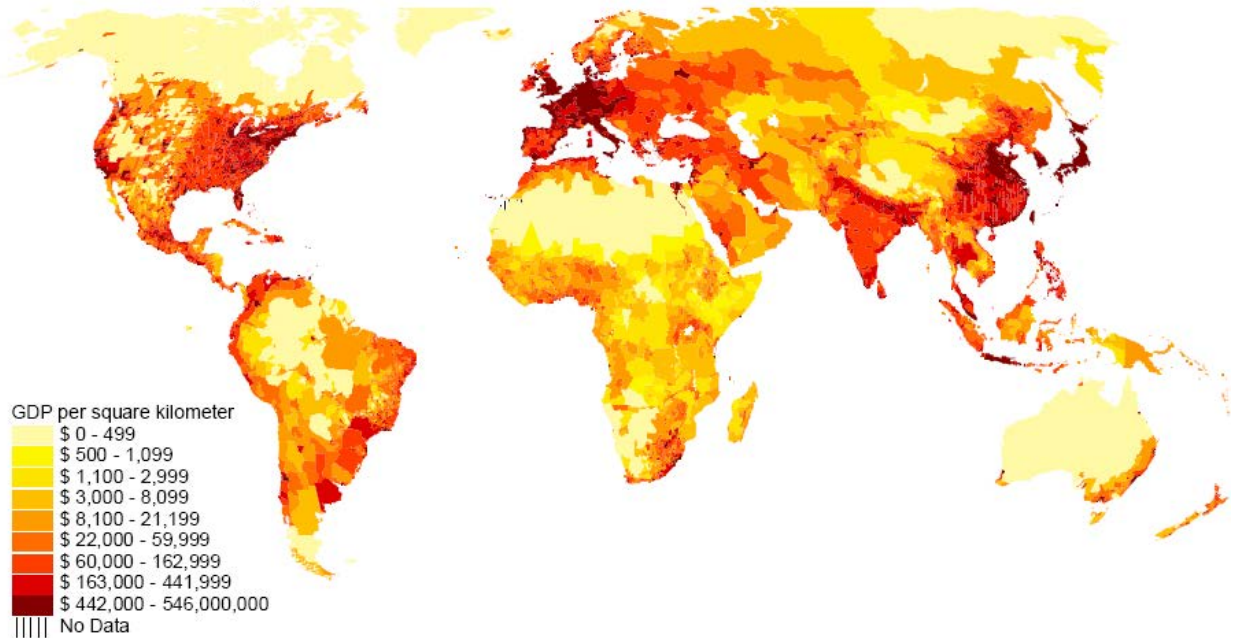 GDP per square kilometer
$ 0 - 499
$ 500 - 1,099
$ 1,100 - 2,999
$ 3,000 - 8,099
$ 8,100 - 21,199
$ 22,000 - 59,999
$ 60,000 - 162,999
$ 163,000 - 441,999
$ 442,000 - 546,000,000
No Data